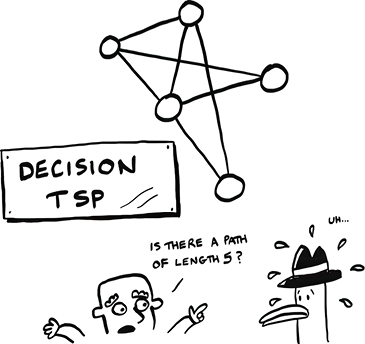 DECISION
TSP
UH...
IS THERE A PATH
OF LENGTH 5?